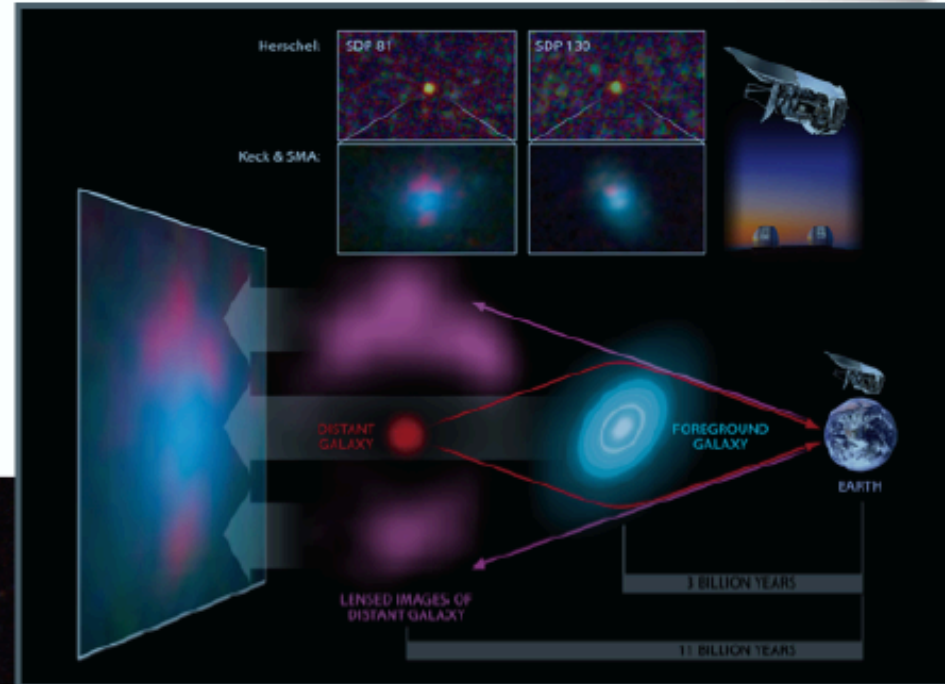 Herschel:
SDP 81
SDP 130
Keck & SMA:
DISTANT
GALAXY
FOREGROUND
GALAXY
EARTH
3 BILLION YEARS
LENSED IMAGES OF
DISTANT GALAXY
11 BILLION YEARS